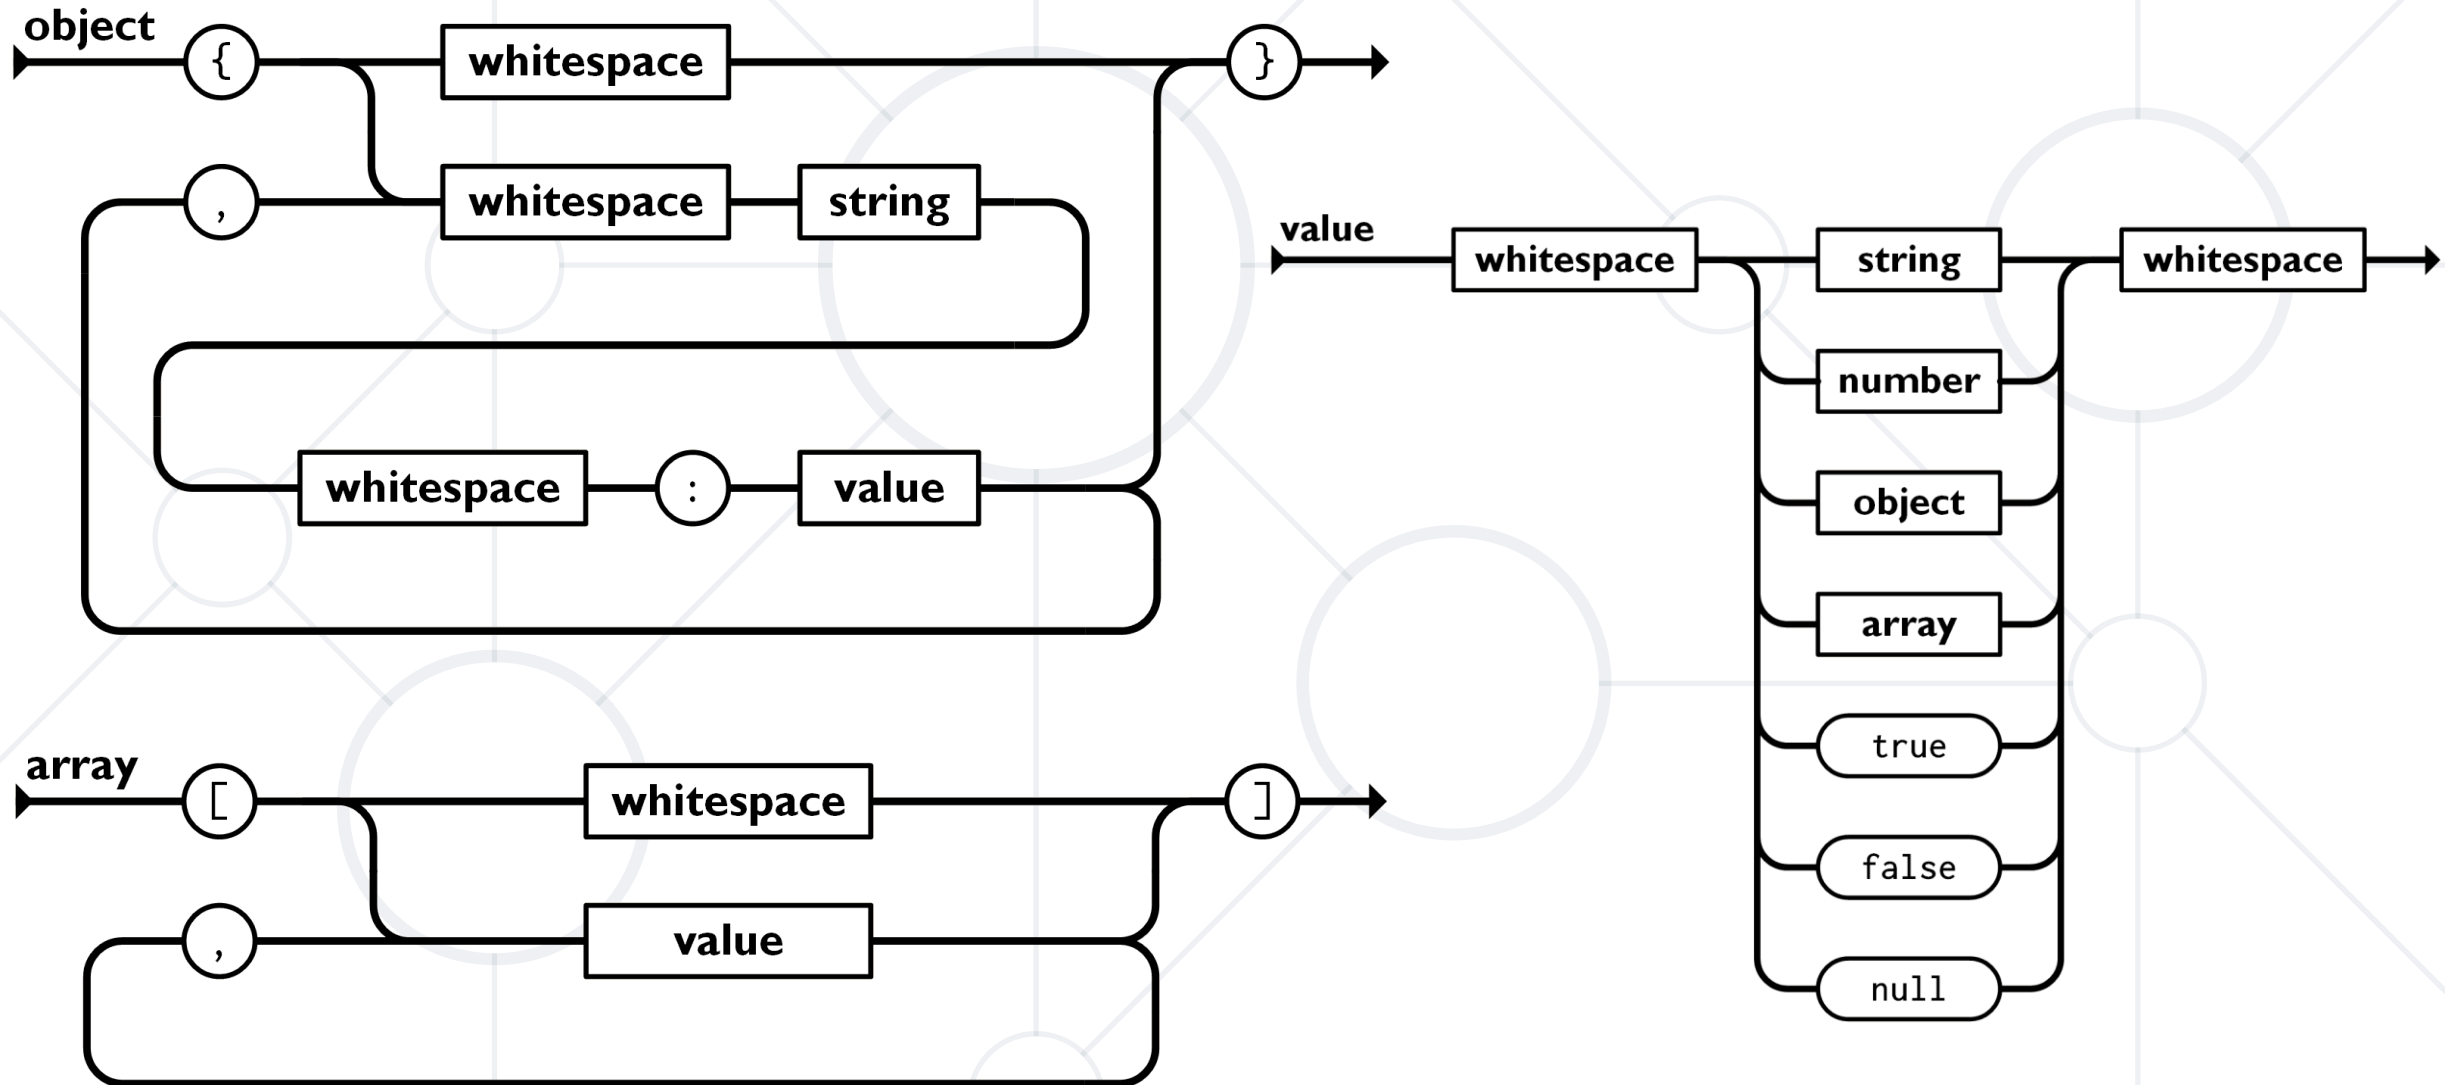 object
{ whitespace }
, whitespace string
whitespace : value
array
[ whitespace ]
, value
value
whitespace string whitespace
number
object
array
true
false
null